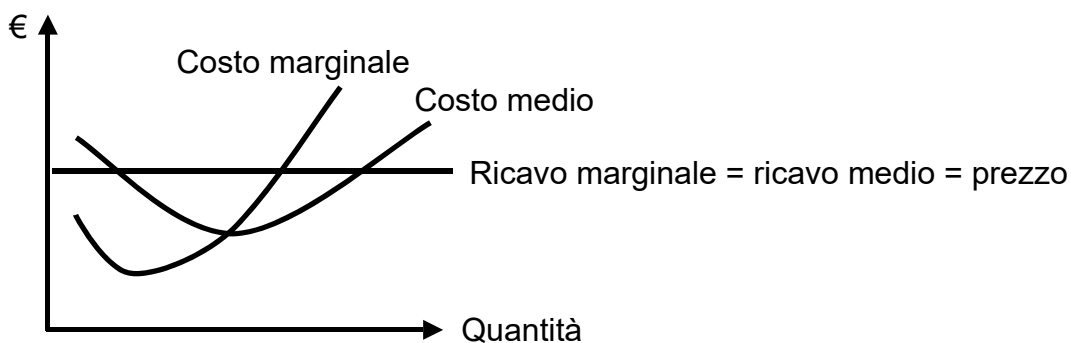 €
Costo marginale
Costo medio
Ricavo marginale = ricavo medio = prezzo
Quantità